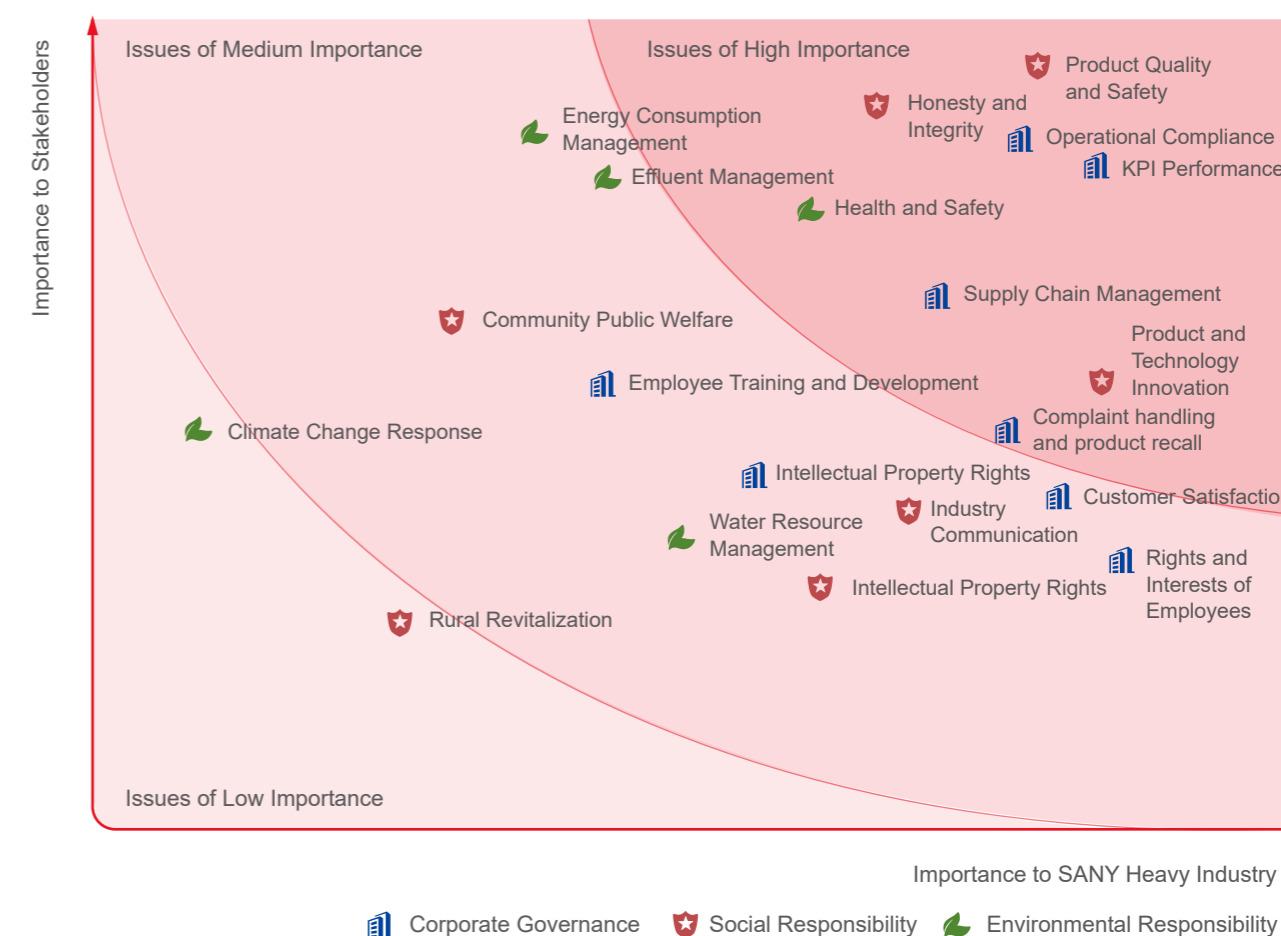 Importance to Stakeholders
Issues of Medium Importance
Issues of High Importance
Product Quality
and Safety
Honesty and
Integrity
Energy Consumption
Management
Operational Compliance
KPI Performance
Effluent Management
Health and Safety
Supply Chain Management
Community Public Welfare
Product and
Technology
Innovation
Employee Training and Development
Complaint handling
and product recall
Climate Change Response
Intellectual Property Rights
Customer Satisfactio
Industry
Communication
Water Resource
Management
Rights and
Interests of
Employees
Intellectual Property Rights
Rural Revitalization
Issues of Low Importance
Importance to SANY Heavy Industry
Corporate Governance
Social Responsibility
Environmental Responsibility